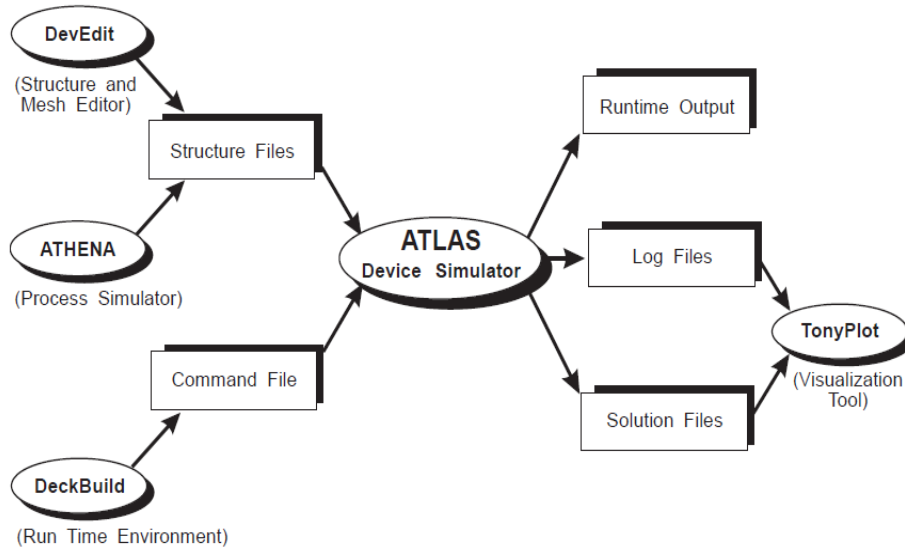 DevEdit
(Structure and
Mesh Editor)
Structure Files
ATHENA
(Process Simulator)
Command File
DeckBuild
(Run Time Environment)
ATLAS
Device Simulator
Runtime Output
Log Files
Solution Files
TonyPlot
(Visualization
Tool)